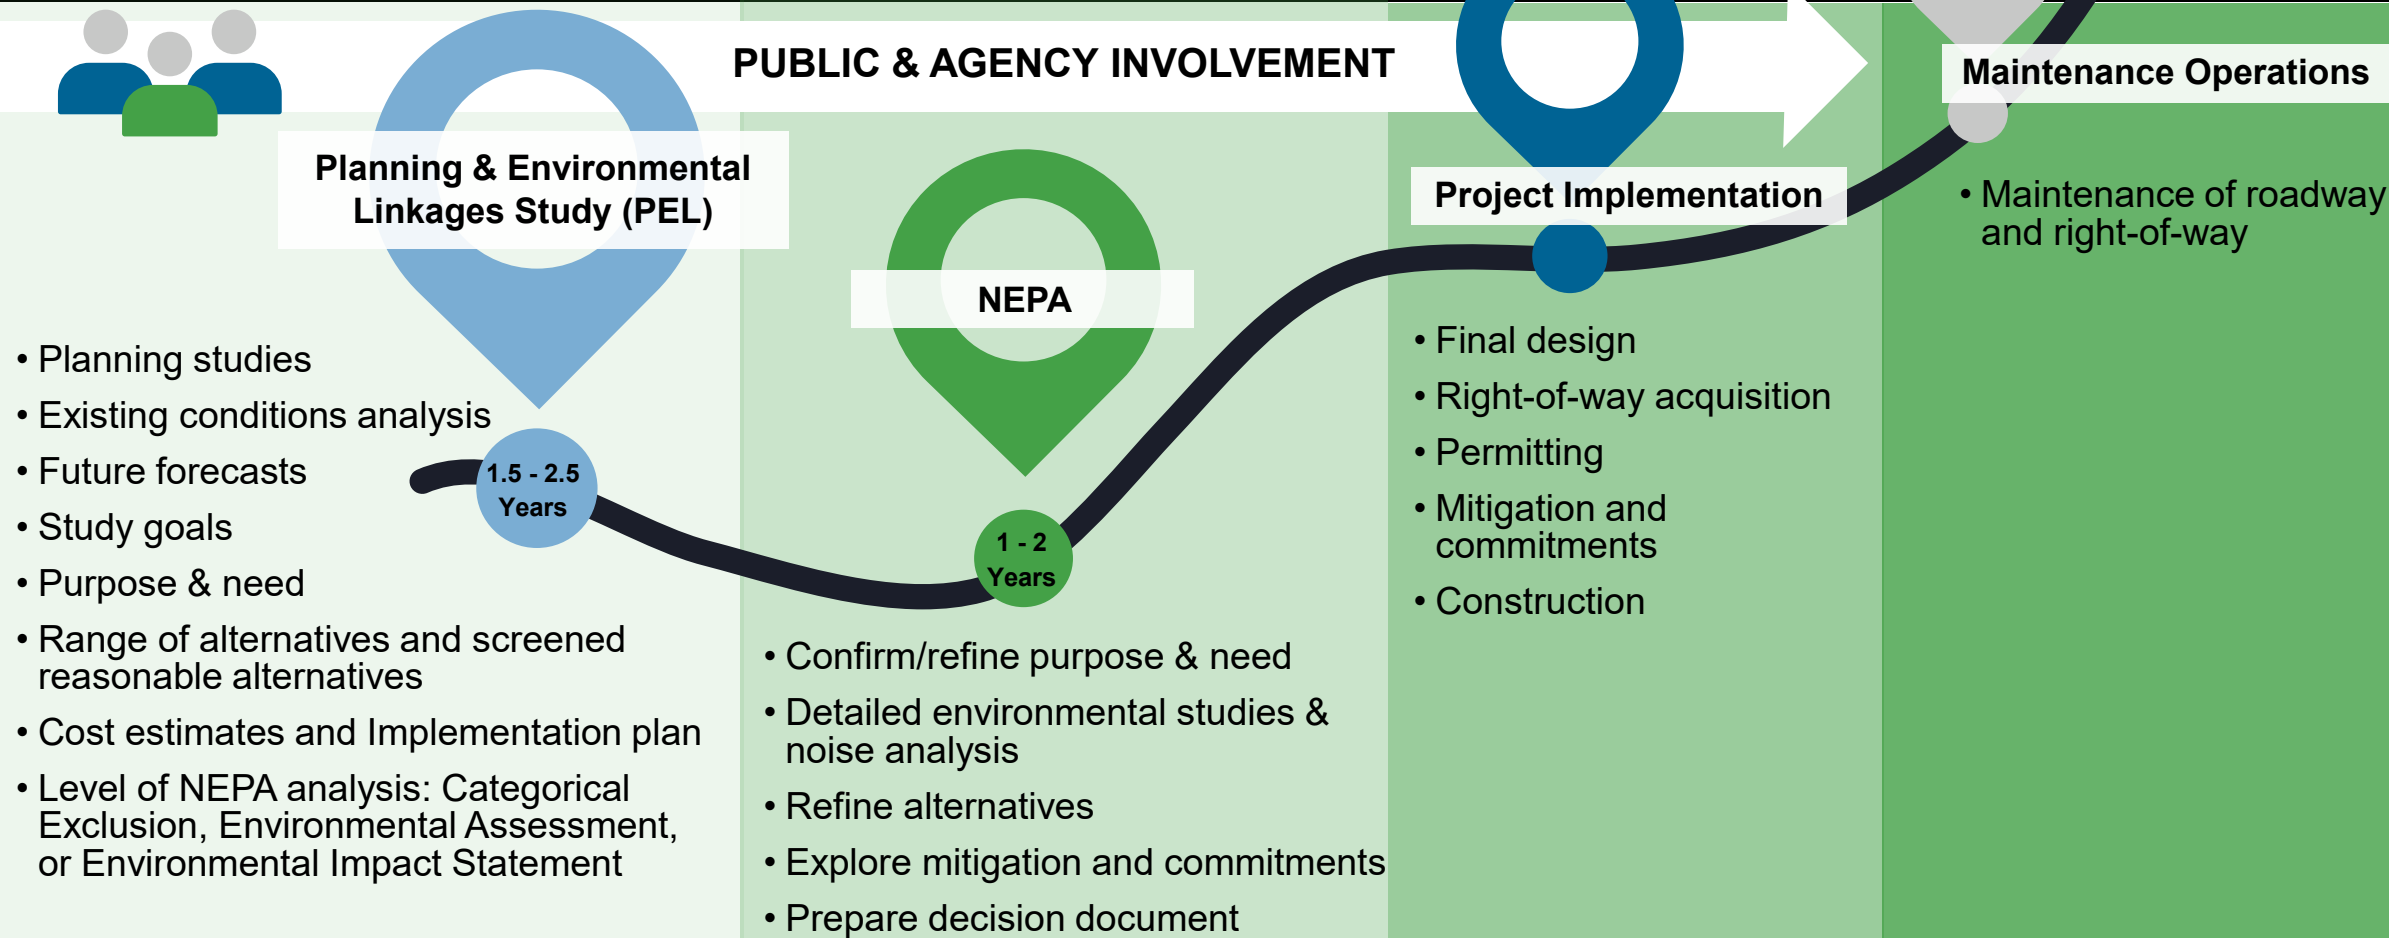 PUBLIC & AGENCY INVOLVEMENT
Planning & Environmental
Linkages Study (PEL)
1.5 - 2.5
Years
• Planning studies
• Existing conditions analysis
• Future forecasts
• Study goals
• Purpose & need
• Range of alternatives and screened
reasonable alternatives
• Cost estimates and Implementation plan
• Level of NEPA analysis: Categorical
Exclusion, Environmental Assessment,
or Environmental Impact Statement
NEPA
1 - 2
Years
• Confirm/refine purpose & need
• Detailed environmental studies &
noise analysis
• Refine alternatives
• Explore mitigation and commitments
• Prepare decision document
Project Implementation
• Final design
• Right-of-way acquisition
• Permitting
• Mitigation and
commitments
• Construction
Maintenance Operations
• Maintenance of roadway
and right-of-way